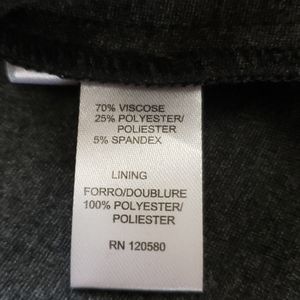 70% VISCOSE
25% POLYESTER/
POLIESTER
5% SPANDEX
LINING
FORRO/DOUBLURE
100% POLYESTER/
POLIESTER
RN 120580